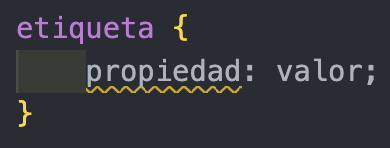 etiqueta {
propiedad: valor;
}